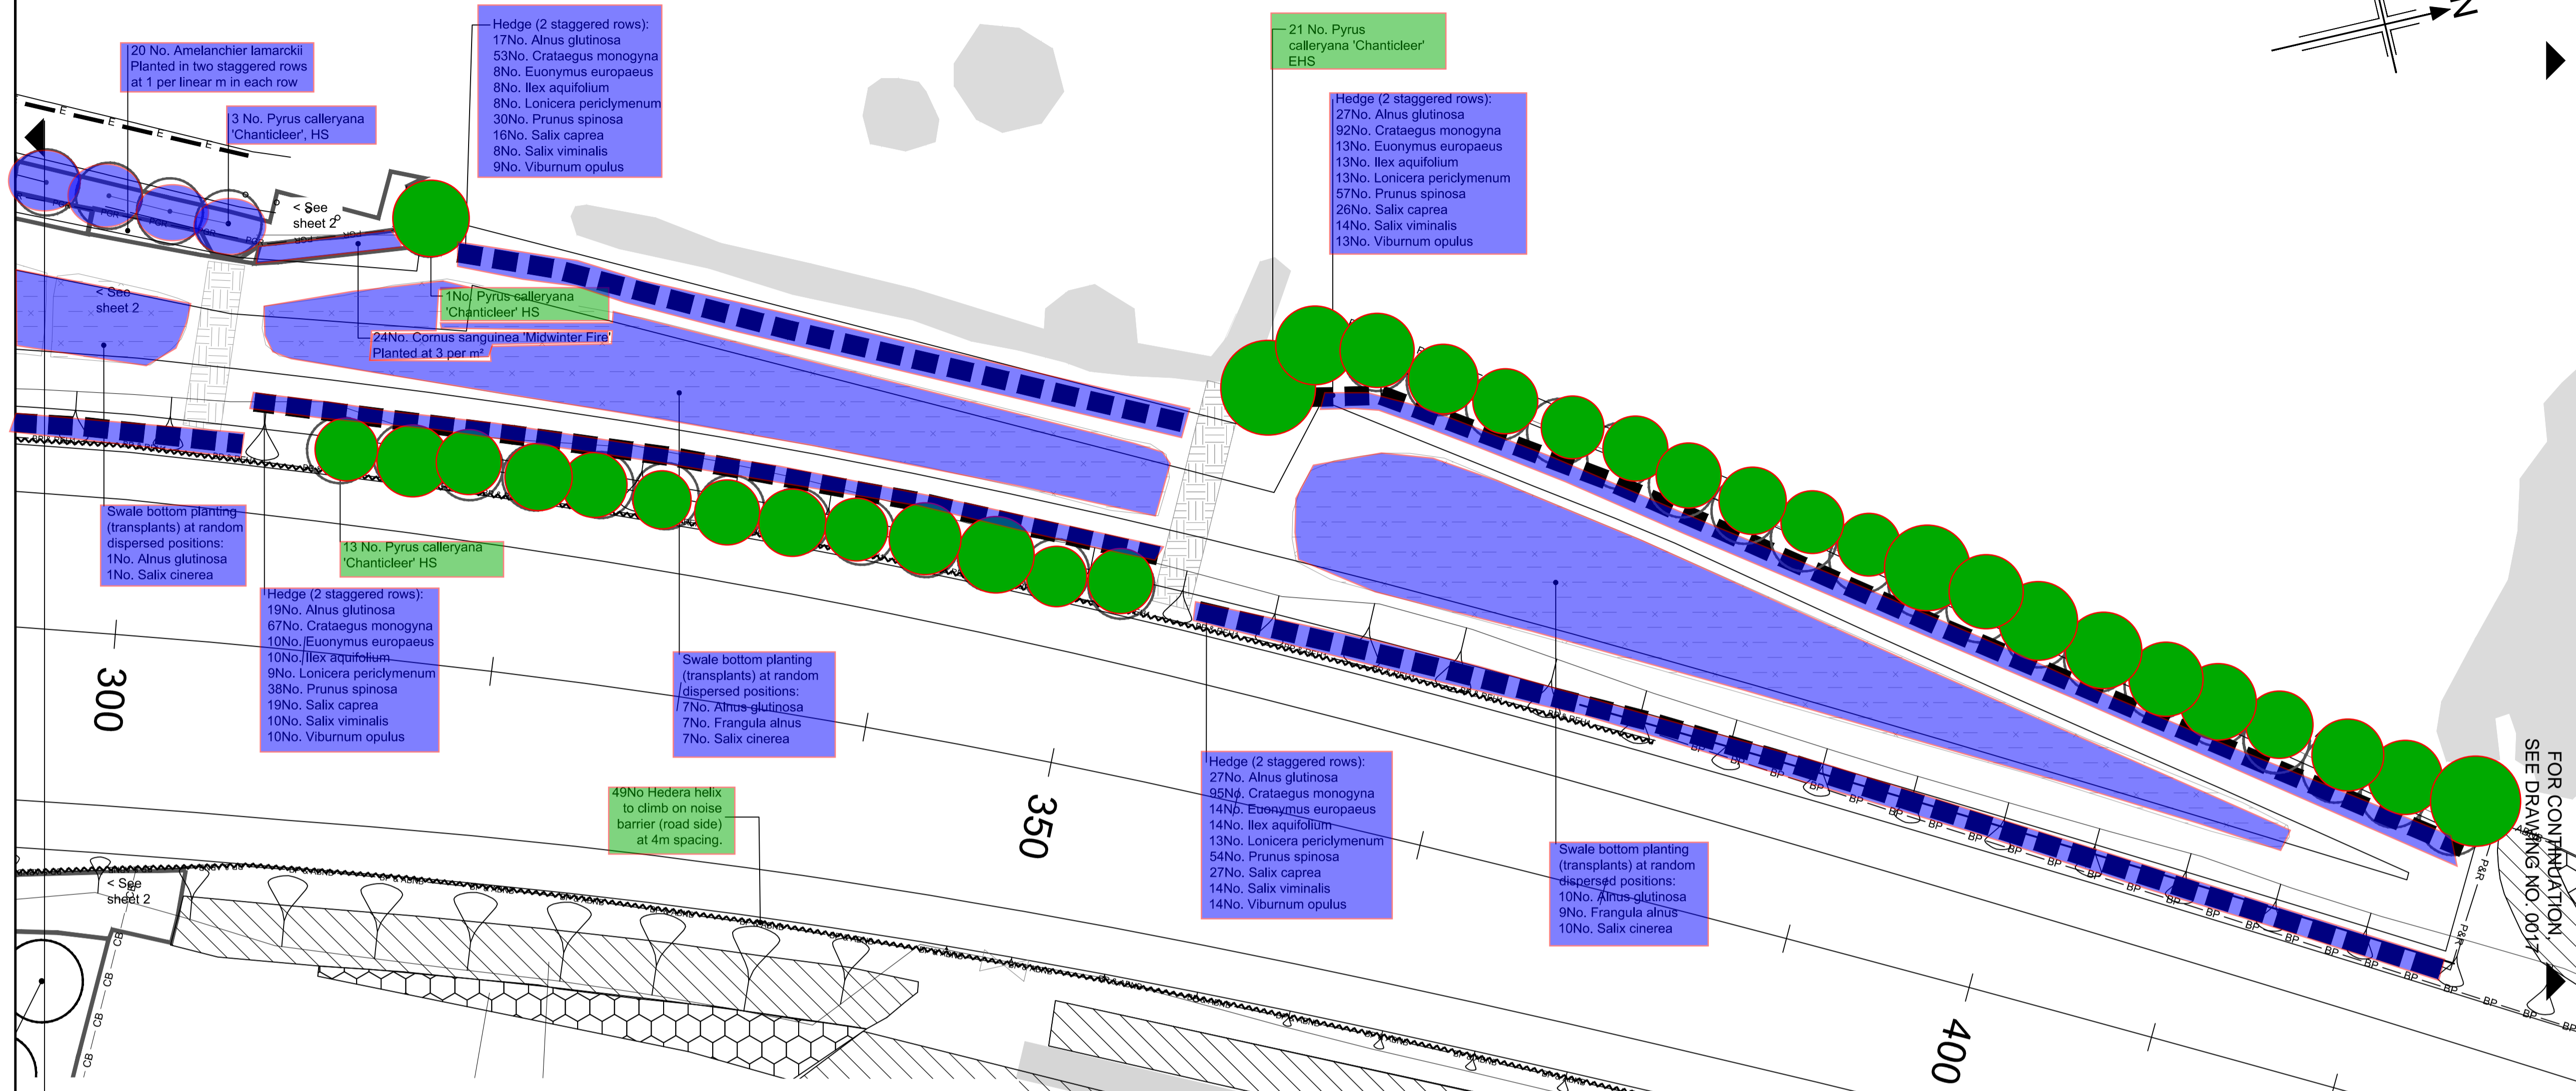 20 No. Amelanchier lamarckii
Planted in two staggered rows
at 1 per linear m in each row
3 No. Pyrus calleryana
'Chanticleer', HS
Hedge (2 staggered rows):
17No. Alnus glutinosa
53No. Crataegus monogyna
8No. Euonymus europaeus
8No. Ilex aquifolium
8No. Lonicera periclymenum
30No. Prunus spinosa
16No. Salix caprea
8No. Salix viminalis
9No. Viburnum opulus
21 No. Pyrus
calleryana 'Chanticleer'
EHS
Hedge (2 staggered rows):
27No. Alnus glutinosa
92No. Crataegus monogyna
13No. Euonymus europaeus
13No. Ilex aquifolium
13No. Lonicera periclymenum
57No. Prunus spinosa
26No. Salix caprea
14No. Salix viminalis
13No. Viburnum opulus
N
E E E E
< See
sheet 2
< See
sheet 2
1No. Pyrus calleryana
'Chanticleer' HS
24No. Cornus sanguinea 'Midwinter Fire'
Planted at 3 per m²
Swale bottom planting
(transplants) at random
dispersed positions:
1No. Alnus glutinosa
1No. Salix cinerea
13 No. Pyrus calleryana
'Chanticleer' HS
Hedge (2 staggered rows):
19No. Alnus glutinosa
67No. Crataegus monogyna
10No. Euonymus europaeus
10No. Ilex aquifolium
9No. Lonicera periclymenum
38No. Prunus spinosa
19No. Salix caprea
10No. Salix viminalis
10No. Viburnum opulus
Swale bottom planting
(transplants) at random
dispersed positions:
7No. Alnus glutinosa
7No. Frangula alnus
7No. Salix cinerea
49No Hedera helix
to climb on noise
barrier (road side)
at 4m spacing.
Hedge (2 staggered rows):
27No. Alnus glutinosa
95No. Crataegus monogyna
14No. Euonymus europaeus
14No. Ilex aquifolium
13No. Lonicera periclymenum
54No. Prunus spinosa
27No. Salix caprea
14No. Salix viminalis
14No. Viburnum opulus
Swale bottom planting
(transplants) at random
dispersed positions:
10No. Alnus glutinosa
9No. Frangula alnus
10No. Salix cinerea
< See
sheet 2
300
350
400
CB CB CB CB
BP BP BP BP BP BP
P&R
P&R
FOR CONTINUATION,
SEE DRAWING NO. 0017